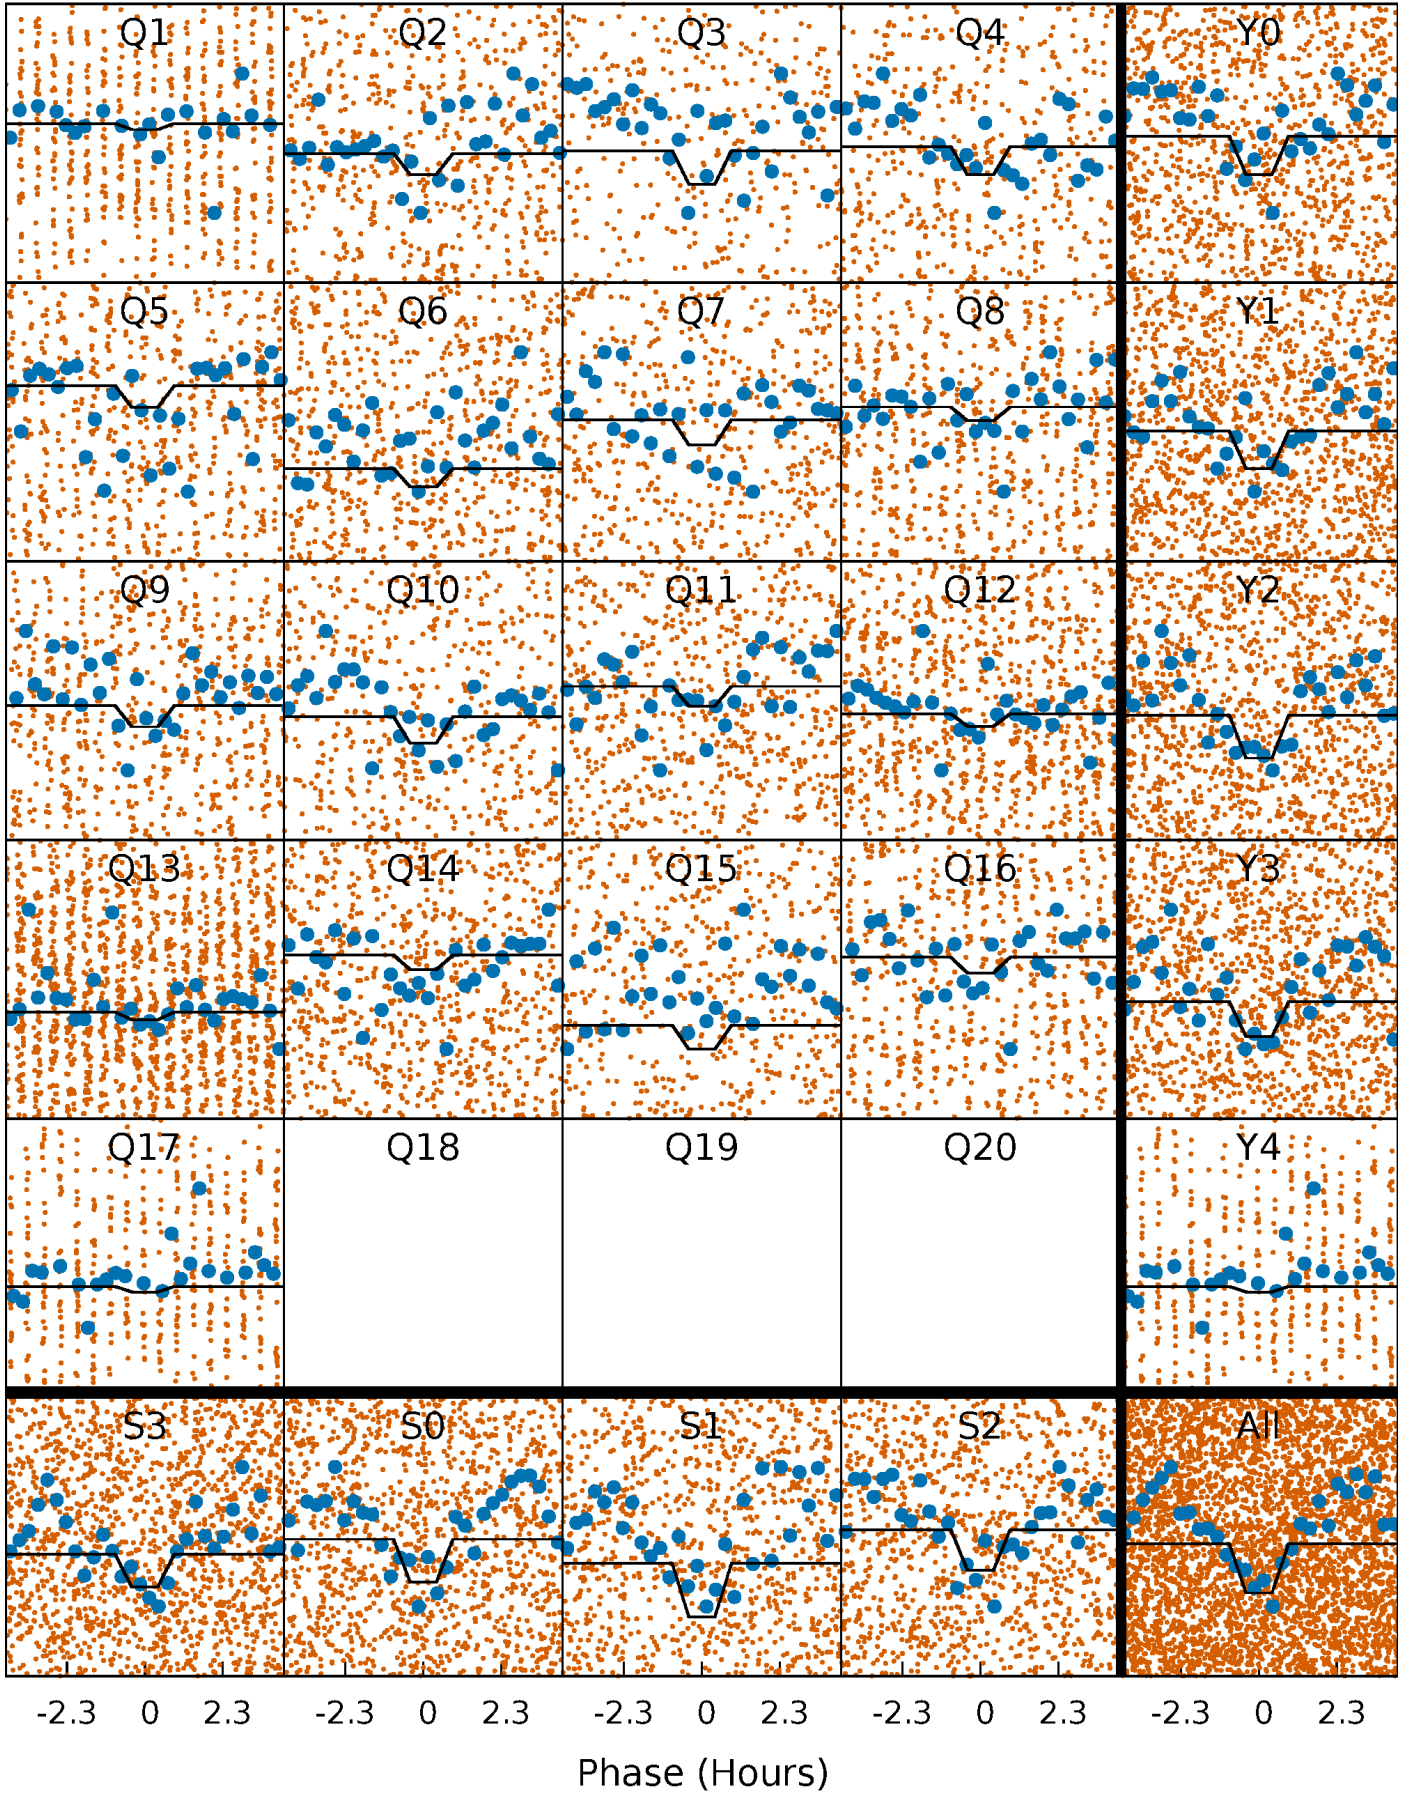 Q1 Q2 Q3 Q4 Y0
Q5 Q6 Q7 Q8 Y1
Q9 Q10 Q11 Q12 Y2
Q13 Q14 Q15 Q16 Y3
Q17 Q18 Q19 Q20 Y4
S3 S0 S1 S2 All
-2.3 0 2.3 -2.3 0 2.3 -2.3 0 2.3 -2.3 0 2.3 -2.3 0 2.3
Phase (Hours)